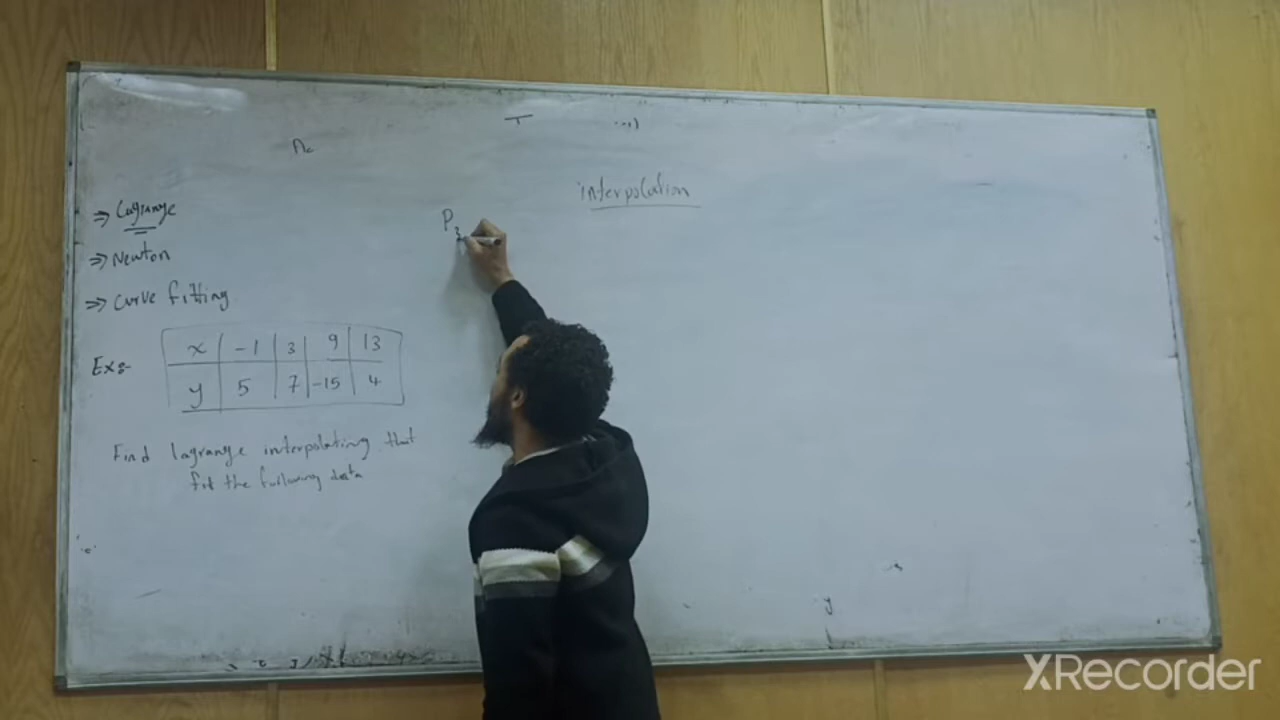 interpolation
⇒ Lagrange
⇒ Newton
⇒ Curve fitting
P3
Ex:-
x | -1 | 3 | 9 | 13
y | 5 | 7 | -15 | 4
Find lagrange interpolating that
fit the following data
XRecorder